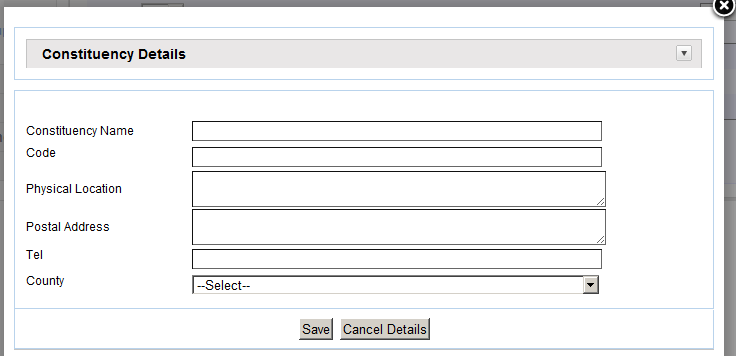 Constituency Details
Constituency Name
Code
Physical Location
Postal Address
Tel
County
--Select--
Save Cancel Details